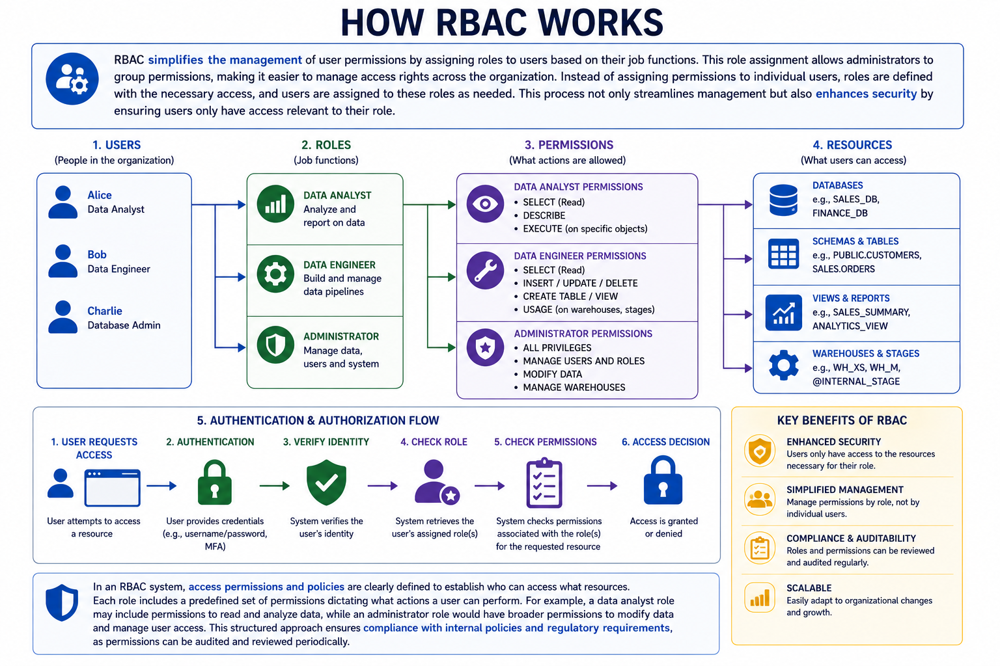 HOW RBAC WORKS
RBAC simplifies the management of user permissions by assigning roles to users based on their job functions. This role assignment allows administrators to
group permissions, making it easier to manage access rights across the organization. Instead of assigning permissions to individual users, roles are defined
with the necessary access, and users are assigned to these roles as needed. This process not only streamlines management but also enhances security by
ensuring users only have access relevant to their role.
1. USERS
(People in the organization)
Alice
Data Analyst
Bob
Data Engineer
Charlie
Database Admin
2. ROLES
(Job functions)
DATA ANALYST
Analyze and
report on data
DATA ENGINEER
Build and manage
data pipelines
ADMINISTRATOR
Manage data,
users and system
3. PERMISSIONS
(What actions are allowed)
DATA ANALYST PERMISSIONS
• SELECT (Read)
• DESCRIBE
• EXECUTE (on specific objects)
DATA ENGINEER PERMISSIONS
• SELECT (Read)
• INSERT / UPDATE / DELETE
• CREATE TABLE / VIEW
• USAGE (on warehouses, stages)
ADMINISTRATOR PERMISSIONS
• ALL PRIVILEGES
• MANAGE USERS AND ROLES
• MODIFY DATA
• MANAGE WAREHOUSES
4. RESOURCES
(What users can access)
DATABASES
e.g., SALES_DB,
FINANCE_DB
SCHEMAS & TABLES
e.g., PUBLIC.CUSTOMERS,
SALES.ORDERS
VIEWS & REPORTS
e.g., SALES_SUMMARY,
ANALYTICS_VIEW
WAREHOUSES & STAGES
e.g., WH_XS, WH_M,
@INTERNAL_STAGE
5. AUTHENTICATION & AUTHORIZATION FLOW
1. USER REQUESTS
ACCESS
User attempts to access
a resource
2. AUTHENTICATION
User provides credentials
(e.g., username/password,
MFA)
3. VERIFY IDENTITY
System verifies the
user's identity
4. CHECK ROLE
System retrieves the
user's assigned role(s)
5. CHECK PERMISSIONS
System checks permissions
associated with the role(s)
for the requested resource
6. ACCESS DECISION
Access is granted
or denied
KEY BENEFITS OF RBAC
ENHANCED SECURITY
Users only have access to the resources
necessary for their role.
SIMPLIFIED MANAGEMENT
Manage permissions by role, not by
individual users.
COMPLIANCE & AUDITABILITY
Roles and permissions can be reviewed
and audited regularly.
SCALABLE
Easily adapt to organizational changes
and growth.
In an RBAC system, access permissions and policies are clearly defined to establish who can access what resources.
Each role includes a predefined set of permissions dictating what actions a user can perform. For example, a data analyst role
may include permissions to read and analyze data, while an administrator role would have broader permissions to modify data
and manage user access. This structured approach ensures compliance with internal policies and regulatory requirements,
as permissions can be audited and reviewed periodically.